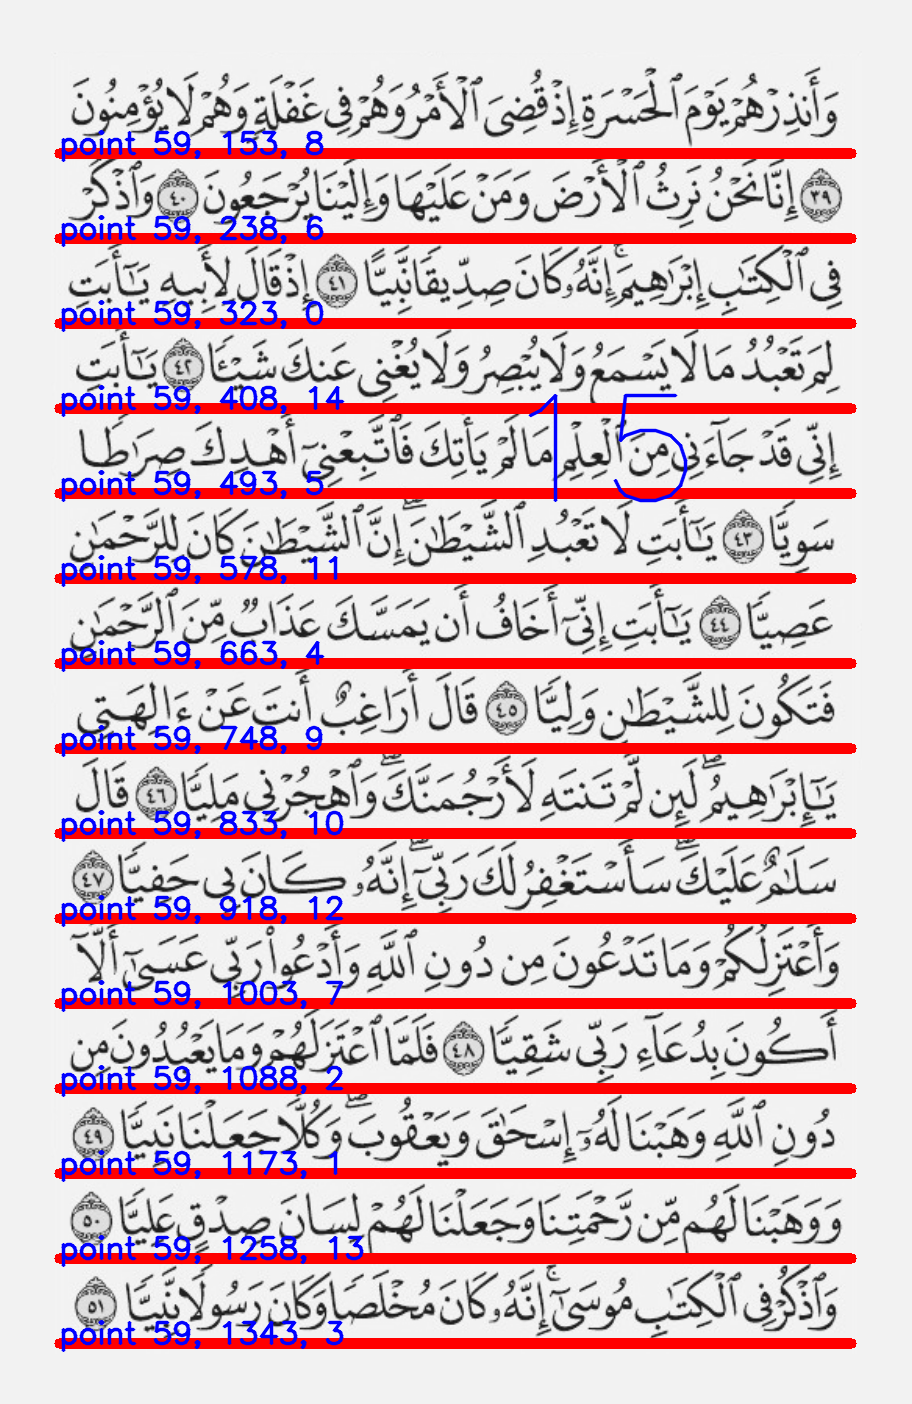 وَأَنذِرْهُمْ يَوْمَ ٱلْحَسْرَةِ إِذْ قُضِىَ ٱلْأَمْرُ وَهُمْ فِى غَفْلَةٍ وَهُمْ لَا يُؤْمِنُونَ
point 59, 153, 8
٣٩ إِنَّا نَحْنُ نَرِثُ ٱلْأَرْضَ وَمَنْ عَلَيْهَا وَإِلَيْنَا يُرْجَعُونَ ٤٠ وَٱذْكُرْ
point 59, 238, 6
فِى ٱلْكِتَٰبِ إِبْرَٰهِيمَ ۚ إِنَّهُۥ كَانَ صِدِّيقًا نَّبِيًّا ٤١ إِذْ قَالَ لِأَبِيهِ يَٰٓأَبَتِ
point 59, 323, 0
لِمَ تَعْبُدُ مَا لَا يَسْمَعُ وَلَا يُبْصِرُ وَلَا يُغْنِى عَنكَ شَيْـًٔا ٤٢ يَٰٓأَبَتِ
point 59, 408, 14
إِنِّى قَدْ جَآءَنِى مِنَ ٱلْعِلْمِ مَا لَمْ يَأْتِكَ فَٱتَّبِعْنِىٓ أَهْدِكَ صِرَٰطًا
15
point 59, 493, 5
سَوِيًّا ٤٣ يَٰٓأَبَتِ لَا تَعْبُدِ ٱلشَّيْطَٰنَ ۖ إِنَّ ٱلشَّيْطَٰنَ كَانَ لِلرَّحْمَٰنِ
point 59, 578, 11
عَصِيًّا ٤٤ يَٰٓأَبَتِ إِنِّىٓ أَخَافُ أَن يَمَسَّكَ عَذَابٌ مِّنَ ٱلرَّحْمَٰنِ
point 59, 663, 4
فَتَكُونَ لِلشَّيْطَٰنِ وَلِيًّا ٤٥ قَالَ أَرَاغِبٌ أَنتَ عَنْ ءَالِهَتِى
point 59, 748, 9
يَٰٓإِبْرَٰهِيمُ ۖ لَئِن لَّمْ تَنتَهِ لَأَرْجُمَنَّكَ ۖ وَٱهْجُرْنِى مَلِيًّا ٤٦ قَالَ
point 59, 833, 10
سَلَٰمٌ عَلَيْكَ ۖ سَأَسْتَغْفِرُ لَكَ رَبِّىٓ ۖ إِنَّهُۥ كَانَ بِى حَفِيًّا ٤٧
point 59, 918, 12
وَأَعْتَزِلُكُمْ وَمَا تَدْعُونَ مِن دُونِ ٱللَّهِ وَأَدْعُوا۟ رَبِّى عَسَىٰٓ أَلَّآ
point 59, 1003, 7
أَكُونَ بِدُعَآءِ رَبِّى شَقِيًّا ٤٨ فَلَمَّا ٱعْتَزَلَهُمْ وَمَا يَعْبُدُونَ مِن
point 59, 1088, 2
دُونِ ٱللَّهِ وَهَبْنَا لَهُۥٓ إِسْحَٰقَ وَيَعْقُوبَ ۖ وَكُلًّا جَعَلْنَا نَبِيًّا ٤٩
point 59, 1173, 1
وَوَهَبْنَا لَهُم مِّن رَّحْمَتِنَا وَجَعَلْنَا لَهُمْ لِسَانَ صِدْقٍ عَلِيًّا ٥٠
point 59, 1258, 13
وَٱذْكُرْ فِى ٱلْكِتَٰبِ مُوسَىٰٓ ۚ إِنَّهُۥ كَانَ مُخْلَصًا وَكَانَ رَسُولًا نَّبِيًّا ٥١
point 59, 1343, 3